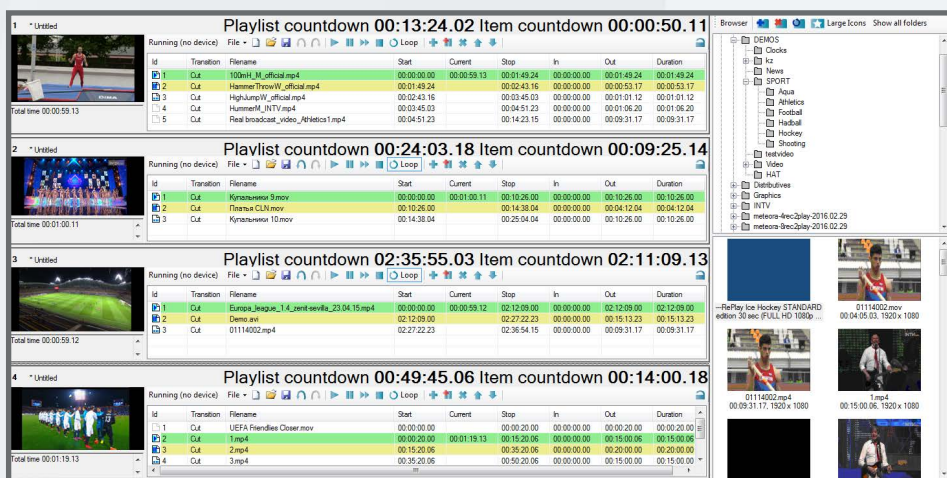 1 * Untitled
Playlist countdown 00:13:24.02 Item countdown 00:00:50.11
Running (no device) File Loop
Id Transition Filename Start Current Stop In Out Duration
1 Cut 100mH_M_official.mp4 00:00:00.00 00:00:59.13 00:01:49.24 00:00:00.00 00:01:49.24 00:01:49.24
2 Cut HammerThrowW_official.mp4 00:01:49.24 00:02:43.16 00:00:00.00 00:00:53.17 00:00:53.17
3 Cut HighJumpW_official.mp4 00:02:43.16 00:03:45.03 00:00:00.00 00:01:01.12 00:01:01.12
4 Cut HummerM_INTV.mp4 00:03:45.03 00:04:51.23 00:00:00.00 00:01:06.20 00:01:06.20
5 Cut Real broadcast_video_Athletics1.mp4 00:04:51.23 00:14:23.15 00:00:00.00 00:09:31.17 00:09:31.17
Total time 00:00:59.13
2 * Untitled
Playlist countdown 00:24:03.18 Item countdown 00:09:25.14
Running (no device) File Loop
Id Transition Filename Start Current Stop In Out Duration
1 Cut Купальники 9.mov 00:00:00.00 00:01:00.11 00:10:26.00 00:00:00.00 00:10:26.00 00:10:26.00
2 Cut Платья CLN.mov 00:10:26.00 00:14:38.04 00:00:00.00 00:04:12.04 00:04:12.04
3 Cut Купальники 10.mov 00:14:38.04 00:25:04.04 00:00:00.00 00:10:26.00 00:10:26.00
Total time 00:01:00.11
3 * Untitled
Playlist countdown 02:35:55.03 Item countdown 02:11:09.13
Running (no device) File Loop
Id Transition Filename Start Current Stop In Out Duration
1 Cut Europa_league_1.4_zenit-sevilla_23.04.15.mp4 00:00:00.00 00:00:59.12 02:12:09.00 00:00:00.00 02:12:09.00 02:12:09.00
2 Cut Demo.avi 02:12:09.00 02:27:22.23 00:00:00.00 00:15:13.23 00:15:13.23
3 Cut 01114002.mp4 02:27:22.23 02:36:54.15 00:00:00.00 00:09:31.17 00:09:31.17
Total time 00:00:59.12
4 * Untitled
Playlist countdown 00:49:45.06 Item countdown 00:14:00.18
Running (no device) File Loop
Id Transition Filename Start Current Stop In Out Duration
1 Cut UEFA Friendlies Closer.mov 00:00:00.00 00:00:20.00 00:00:00.00 00:00:20.00 00:00:20.00
2 Cut 1.mp4 00:00:20.00 00:01:19.13 00:15:20.06 00:00:00.00 00:15:00.06 00:15:00.06
3 Cut 2.mp4 00:15:20.06 00:35:20.06 00:00:00.00 00:20:00.00 00:20:00.00
4 Cut 3.mp4 00:35:20.06 00:50:20.06 00:00:00.00 00:15:00.00 00:15:00.00
Total time 00:01:19.13
Browser Large Icons Show all folders
DEMOS
Clocks
kz
News
SPORT
Aqua
Athletics
Football
Hadball
Hockey
Shooting
testvideo
Video
HAT
Distributives
Graphics
INTV
meteora-4rec2play-2016.02.29
meteora-8rec2play-2016.02.29
---RePlay Ice Hockey STANDARD
edition 30 sec (FULL HD 1080p ...
01114002.mov
00:04:05.03, 1920 x 1080
01114002.mp4
00:09:31.17, 1920 x 1080
1.mp4
00:15:00.06, 1920 x 1080